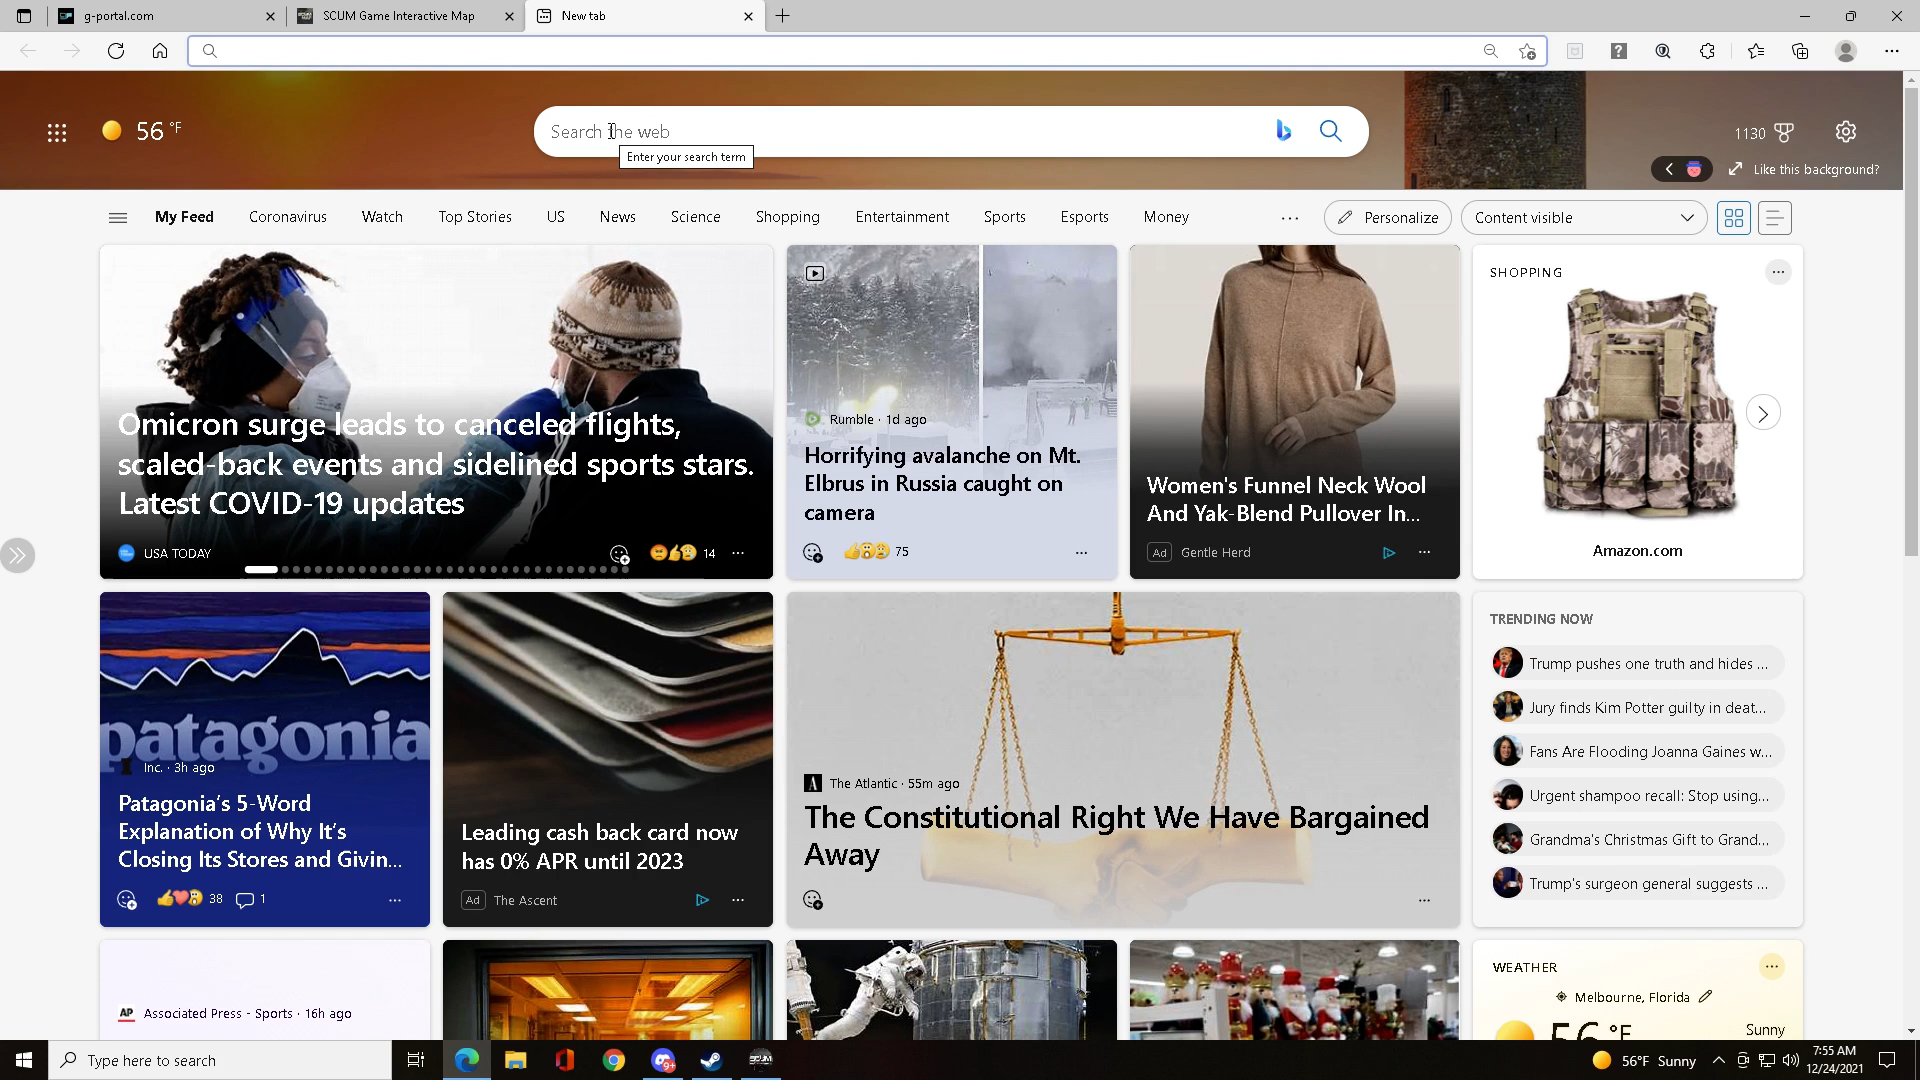 g-portal.com
SCUM Game Interactive Map
New tab
56 °F
Search the web
Enter your search term
1130
Like this background?
My Feed
Coronavirus
Watch
Top Stories
US
News
Science
Shopping
Entertainment
Sports
Esports
Money
Personalize
Content visible
Omicron surge leads to canceled flights,
scaled-back events and sidelined sports stars.
Latest COVID-19 updates
USA TODAY
14
Rumble · 1d ago
Horrifying avalanche on Mt.
Elbrus in Russia caught on
camera
75
Women's Funnel Neck Wool
And Yak-Blend Pullover In...
Ad Gentle Herd
SHOPPING
Amazon.com
patagonia
Inc. · 3h ago
Patagonia's 5-Word
Explanation of Why It's
Closing Its Stores and Givin...
38
1
Leading cash back card now
has 0% APR until 2023
Ad The Ascent
The Atlantic · 55m ago
The Constitutional Right We Have Bargained
Away
TRENDING NOW
Trump pushes one truth and hides ...
Jury finds Kim Potter guilty in deat...
Fans Are Flooding Joanna Gaines w...
Urgent shampoo recall: Stop using...
Grandma's Christmas Gift to Grand...
Trump's surgeon general suggests ...
AP Associated Press - Sports · 16h ago
WEATHER
Melbourne, Florida
56 °F
Sunny
Type here to search
9+
SCUM
56°F Sunny
7:55 AM
12/24/2021